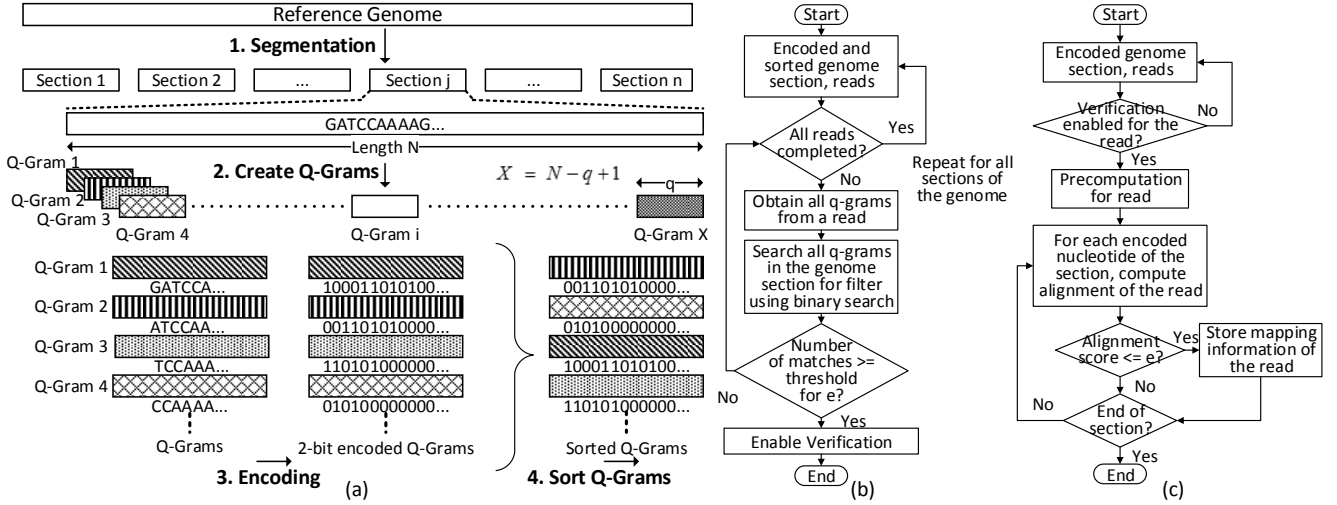 Reference Genome
1. Segmentation
Section 1
Section 2
...
Section j
...
Section n
GATCCAAAAG...
Length N
Q-Gram 1
Q-Gram 2
Q-Gram 3
Q-Gram 4
2. Create Q-Grams
X = N-q+1
q
Q-Gram i
Q-Gram X
Q-Gram 1
GATCCA...
Q-Gram 2
ATCCAA...
Q-Gram 3
TCCAAA...
Q-Gram 4
CCAAAA...
Q-Grams
100011010100...
001101010000...
110101000000...
010100000000...
2-bit encoded Q-Grams
3. Encoding
001101010000...
010100000000...
100011010100...
110101000000...
Sorted Q-Grams
4. Sort Q-Grams
(a)
Start
Encoded and
sorted genome
section, reads
All reads
completed?
Yes
No
Repeat for all
sections of
the genome
Obtain all q-grams
from a read
Search all q-grams
in the genome
section for filter
using binary search
Number
of matches >=
threshold
for e?
No
Yes
Enable Verification
End
(b)
Start
Encoded genome
section, reads
Verification
enabled for the
read?
No
Yes
Precomputation
for read
For each encoded
nucleotide of the
section, compute
alignment of the read
Alignment
score <= e?
Yes
Store mapping
information of
the read
No
End of
section?
No
Yes
End
(c)